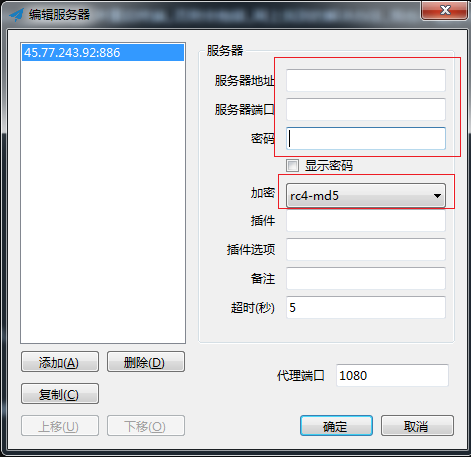 编辑服务器
45.77.243.92:886
服务器
服务器地址
服务器端口
密码
显示密码
加密 rc4-md5
插件
插件选项
备注
超时(秒) 5
添加(A) 删除(D)
复制(C)
上移(U) 下移(O)
代理端口 1080
确定 取消